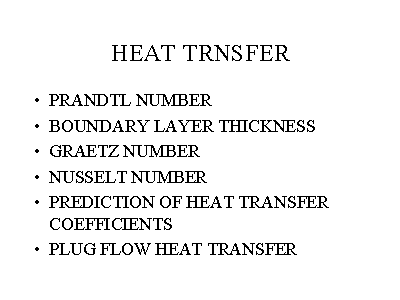 HEAT TRNSFER
• PRANDTL NUMBER
• BOUNDARY LAYER THICKNESS
• GRAETZ NUMBER
• NUSSELT NUMBER
• PREDICTION OF HEAT TRANSFER
COEFFICIENTS
• PLUG FLOW HEAT TRANSFER